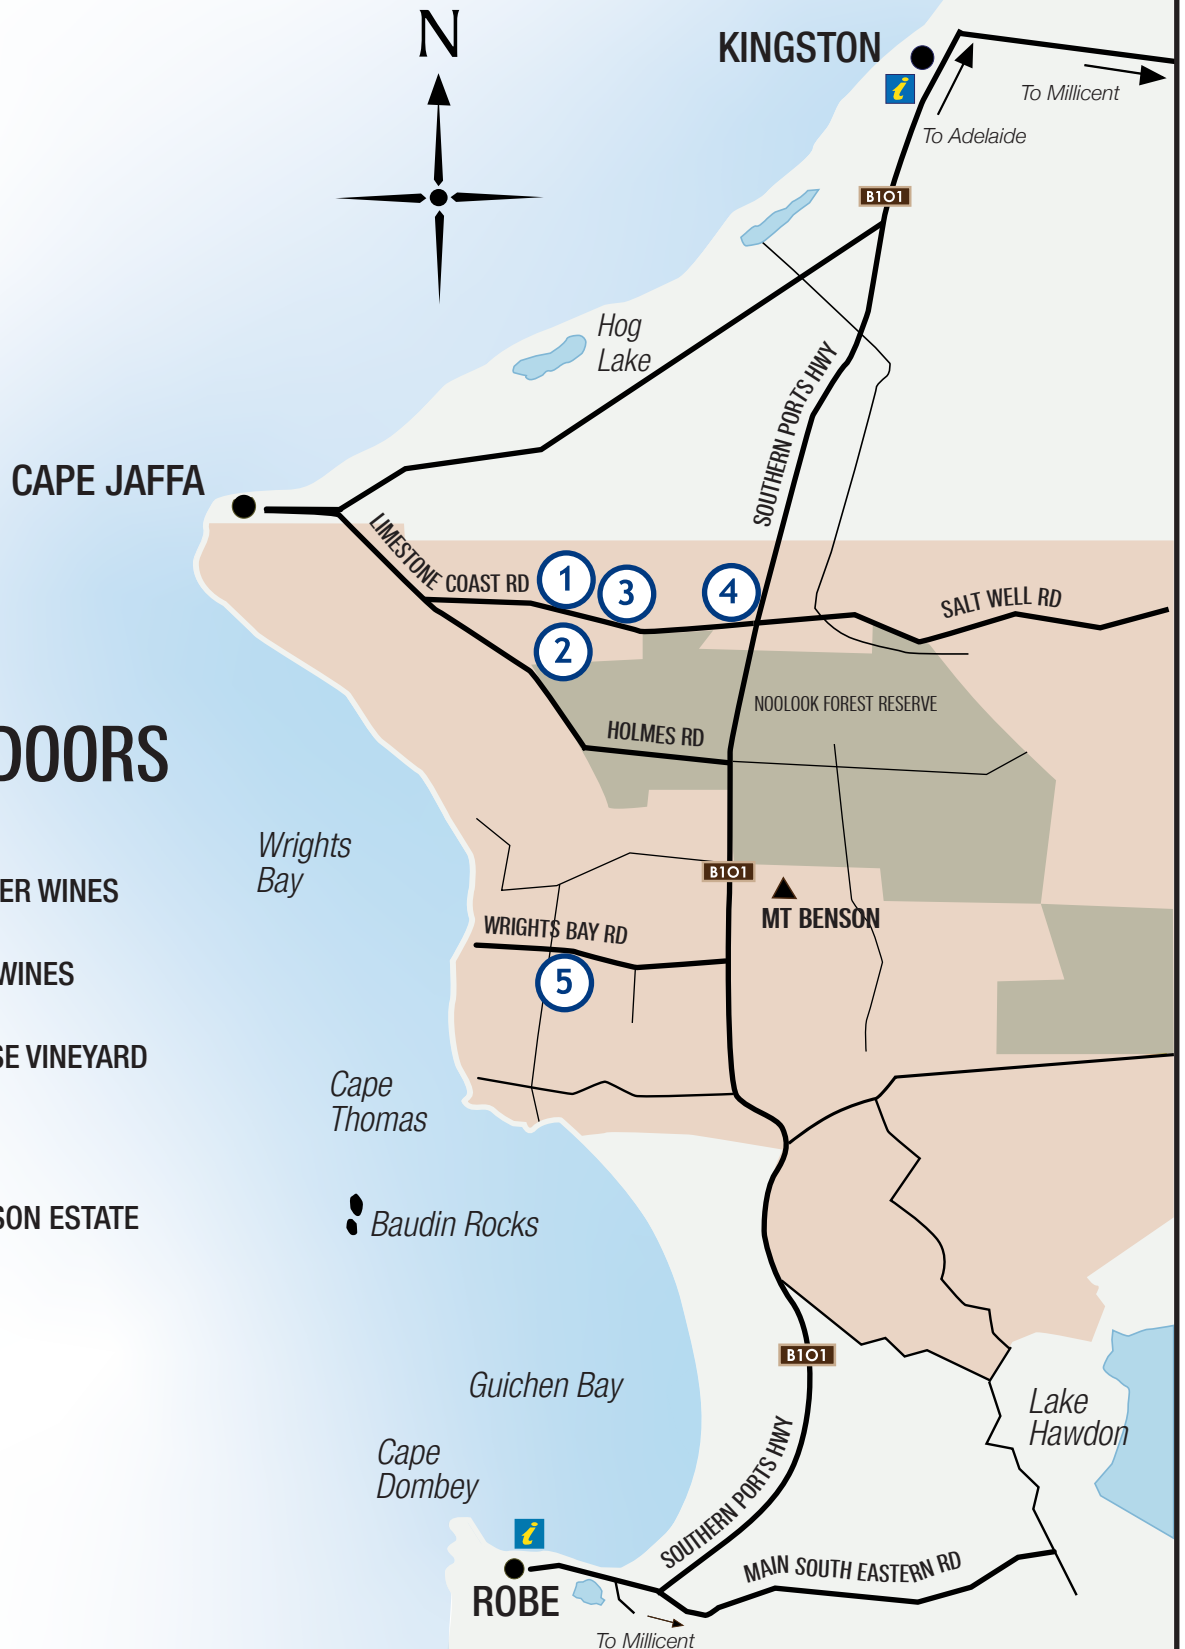 N
KINGSTON
i
To Millicent
To Adelaide
B101
Hog
Lake
SOUTHERN PORTS HWY
CAPE JAFFA
LIMESTONE COAST RD
1
3
4
2
SALT WELL RD
NOOLOOK FOREST RESERVE
HOLMES RD
DOORS
Wrights
Bay
B101
ER WINES
MT BENSON
WRIGHTS BAY RD
WINES
5
SE VINEYARD
Cape
Thomas
SON ESTATE
Baudin Rocks
B101
Guichen Bay
Lake
Hawdon
Cape
Dombey
SOUTHERN PORTS HWY
i
MAIN SOUTH EASTERN RD
ROBE
To Millicent